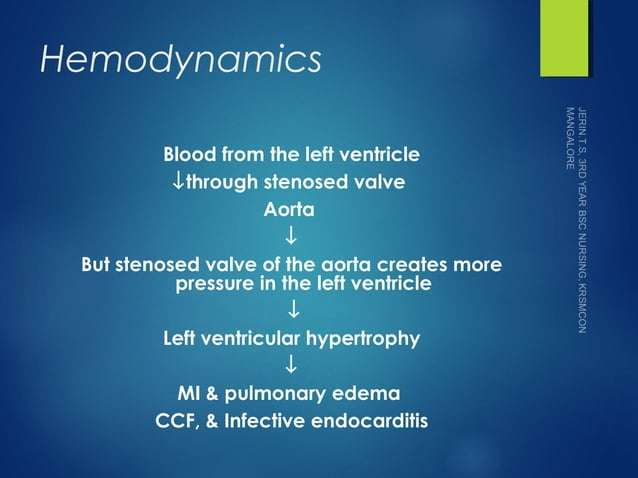 Hemodynamics
Blood from the left ventricle
↓through stenosed valve
Aorta
↓
But stenosed valve of the aorta creates more
pressure in the left ventricle
↓
Left ventricular hypertrophy
↓
MI & pulmonary edema
CCF, & Infective endocarditis
JERIN T.S, 3RD YEAR BSC NURSING, KRSMCON
MANGALORE